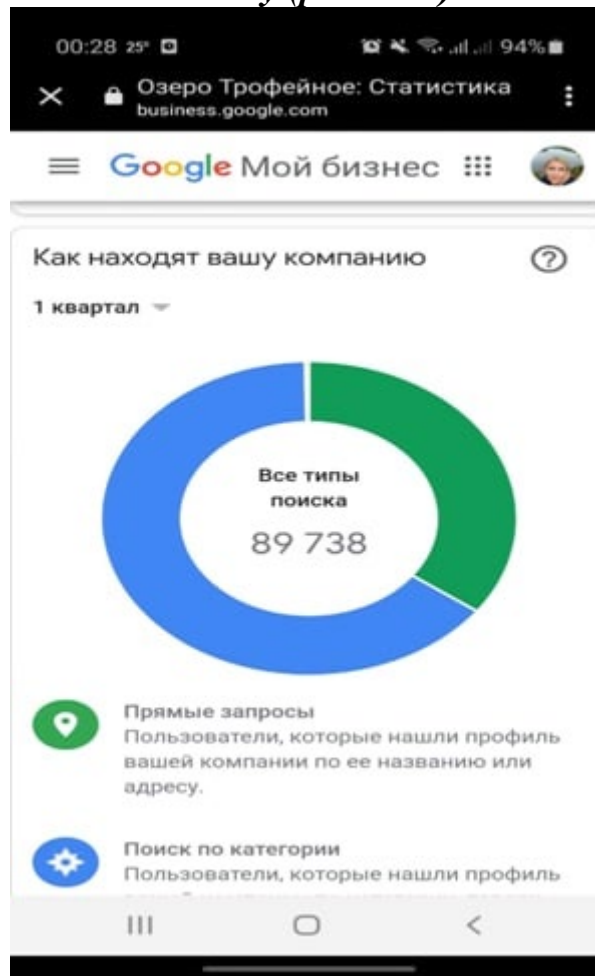 00:28 25° 94%
Озеро Трофейное: Статистика
business.google.com
Google Мой бизнес
Как находят вашу компанию
1 квартал
Все типы
поиска
89 738
Прямые запросы
Пользователи, которые нашли профиль
вашей компании по ее названию или
адресу.
Поиск по категории
Пользователи, которые нашли профиль